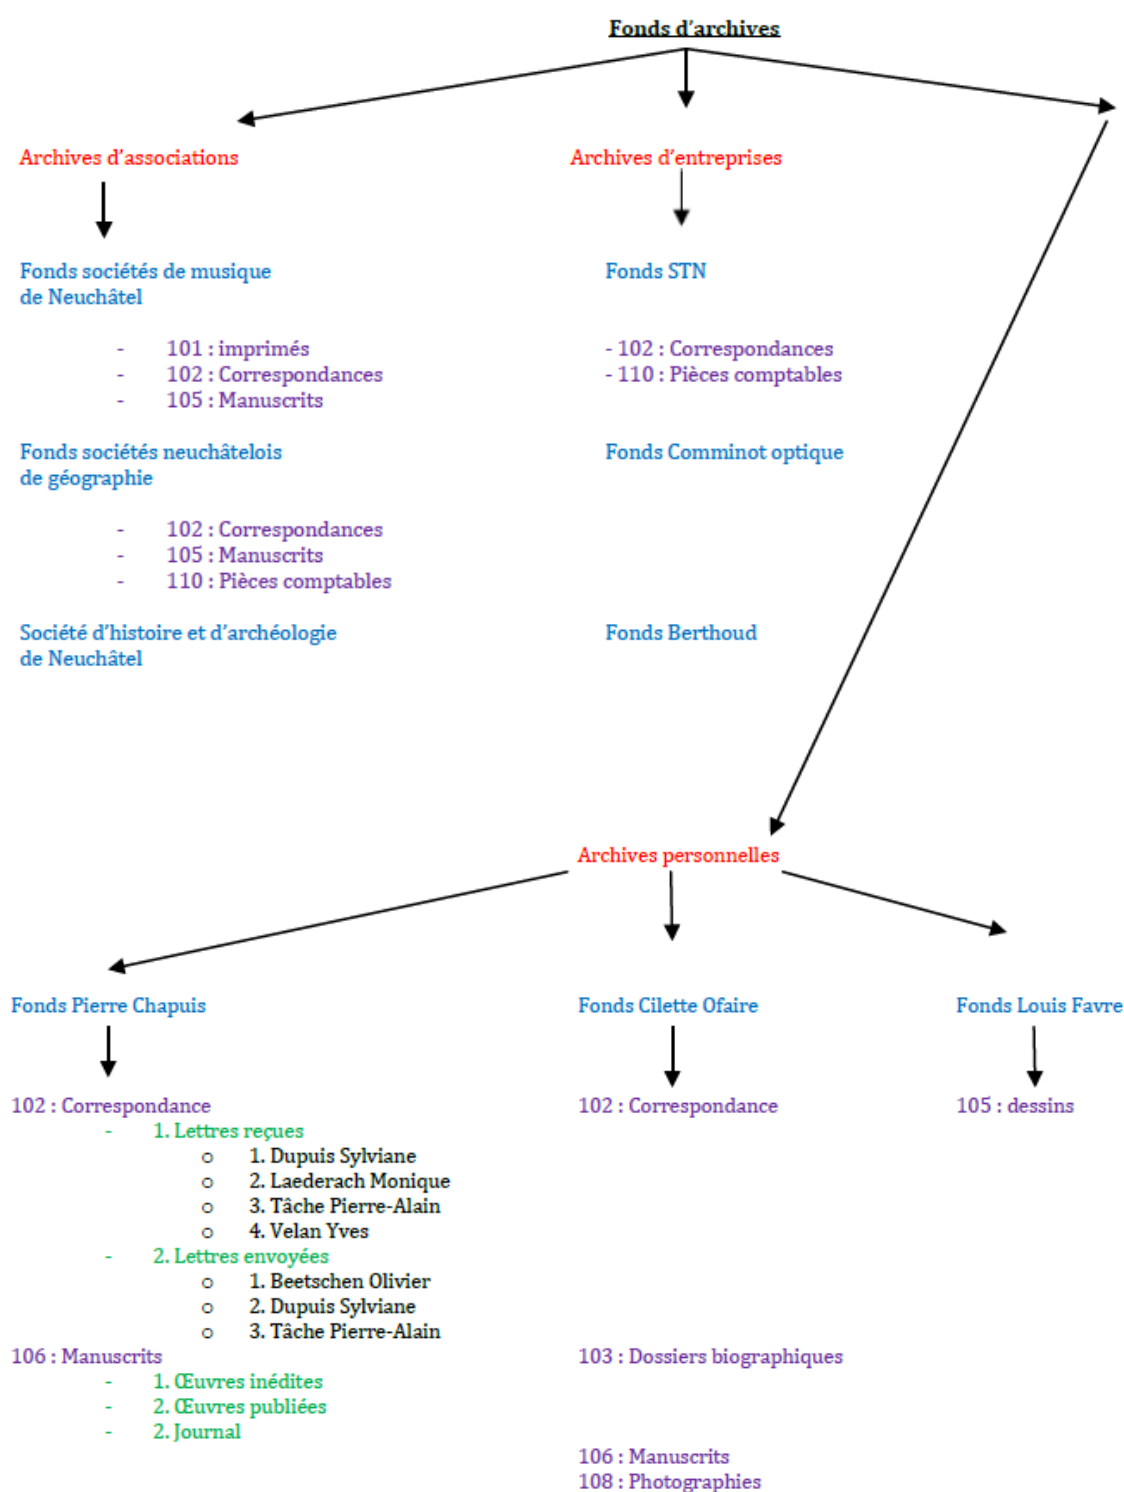 Fonds d'archives
Archives d'associations
Archives d'entreprises
Fonds sociétés de musique
de Neuchâtel
Fonds STN
- 101 : imprimés
- 102 : Correspondances
- 105 : Manuscrits
- 102 : Correspondances
- 110 : Pièces comptables
Fonds sociétés neuchâtelois
de géographie
Fonds Comminot optique
- 102 : Correspondances
- 105 : Manuscrits
- 110 : Pièces comptables
Société d'histoire et d'archéologie
de Neuchâtel
Fonds Berthoud
Archives personnelles
Fonds Pierre Chapuis
Fonds Cilette Ofaire
Fonds Louis Favre
102 : Correspondance
- 1. Lettres reçues
o 1. Dupuis Sylviane
o 2. Laederach Monique
o 3. Tâche Pierre-Alain
o 4. Velan Yves
- 2. Lettres envoyées
o 1. Beetschen Olivier
o 2. Dupuis Sylviane
o 3. Tâche Pierre-Alain
106 : Manuscrits
- 1. Œuvres inédites
- 2. Œuvres publiées
- 2. Journal
102 : Correspondance
103 : Dossiers biographiques
106 : Manuscrits
108 : Photographies
105 : dessins